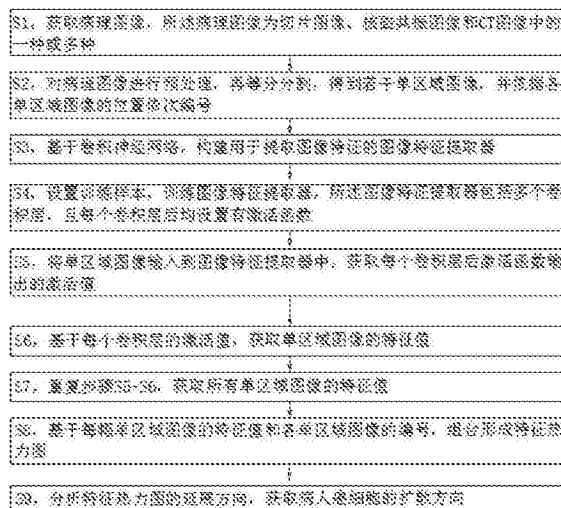 S1、获取病理图像，所述病理图像为切片图像、核磁共振图像和CT图像中的
一种或多种
S2、对病理图像进行预处理，再等分分割，得到若干单区域图像，并依据各
单区域图像的位置依次编号
S3、基于卷积神经网络，构建用于提取图像特征的图像特征提取器
S4、设置训练样本，训练图像特征提取器，所述图像特征提取器包括多个卷
积层，且每个卷积层后均设置有激活函数
S5、将单区域图像输入到图像特征提取器中，获取每个卷积层后激活函数输
出的激活值
S6、基于每个卷积层的激活值，获取单区域图像的特征值
S7、重复步骤S5-S6，获取所有单区域图像的特征值
S8、基于每幅单区域图像的特征值和各单区域图像的编号，组合形成特征热
力图
S9、分析特征热力图的延展方向，获取病人癌细胞的扩散方向